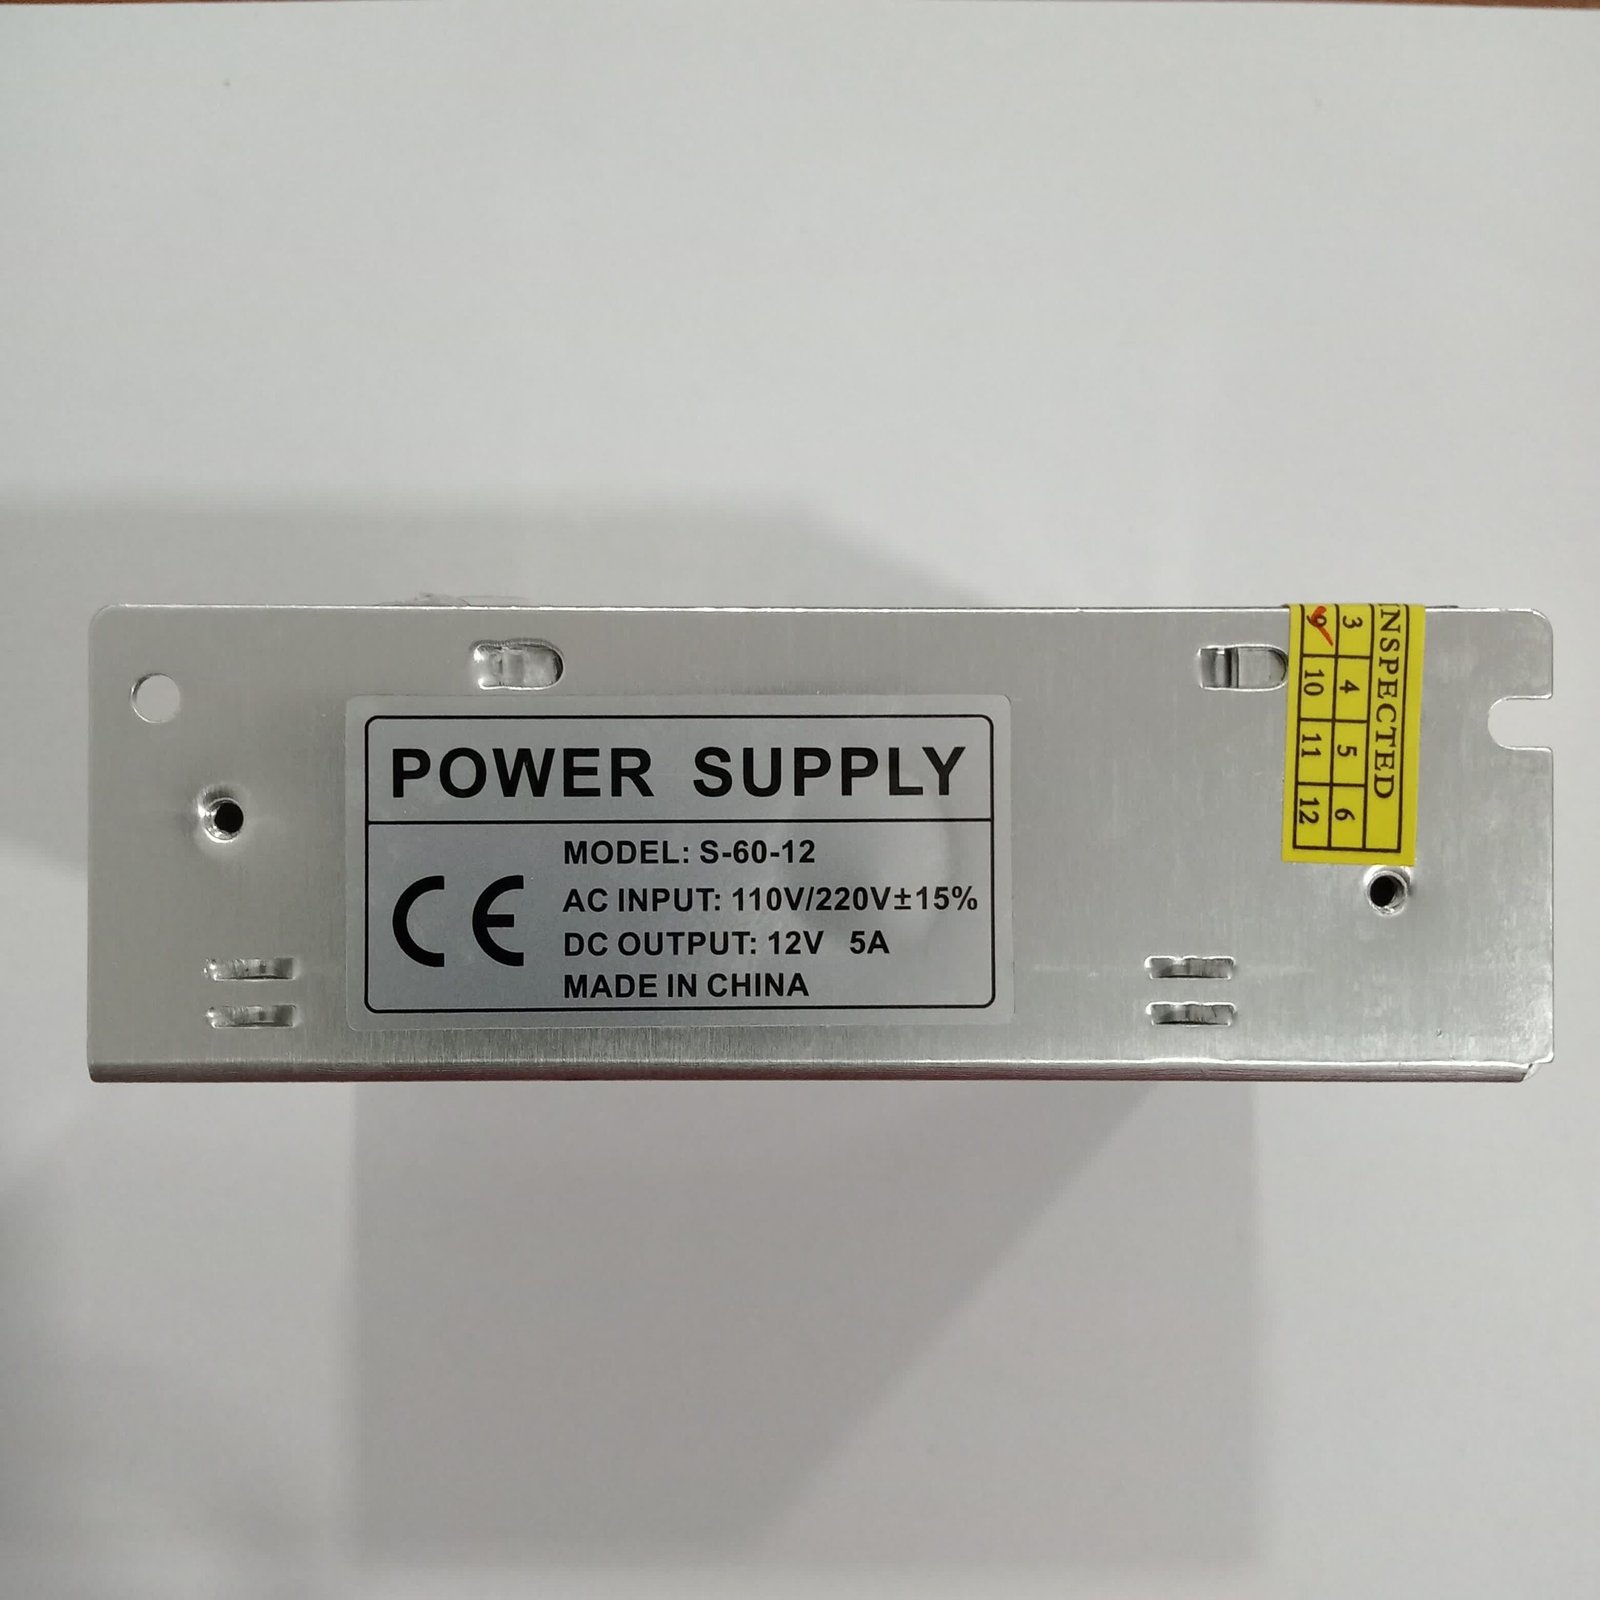 POWER SUPPLY
CE
MODEL: S-60-12
AC INPUT: 110V/220V±15%
DC OUTPUT: 12V 5A
MADE IN CHINA
INSPECTED
3 4 5 6
9 10 11 12